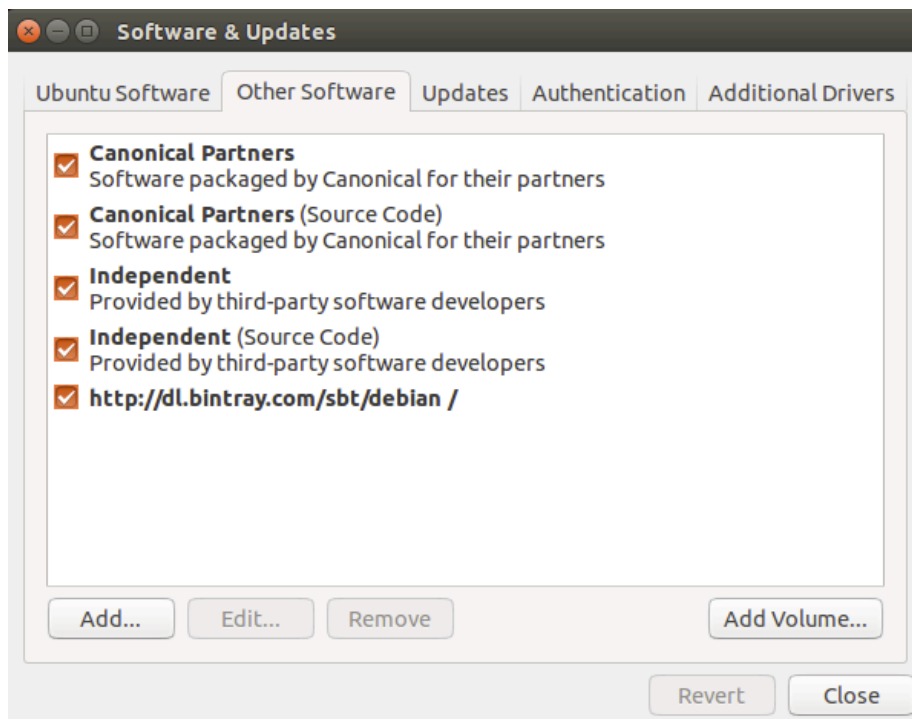 Software & Updates
Ubuntu Software Other Software Updates Authentication Additional Drivers
Canonical Partners
Software packaged by Canonical for their partners
Canonical Partners (Source Code)
Software packaged by Canonical for their partners
Independent
Provided by third-party software developers
Independent (Source Code)
Provided by third-party software developers
http://dl.bintray.com/sbt/debian /
Add... Edit... Remove Add Volume...
Revert Close